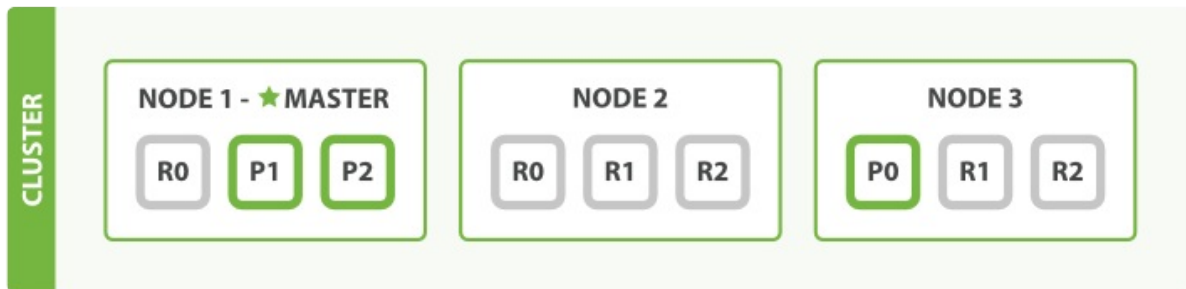 CLUSTER
NODE 1 - ★ MASTER
R0 P1 P2
NODE 2
R0 R1 R2
NODE 3
P0 R1 R2